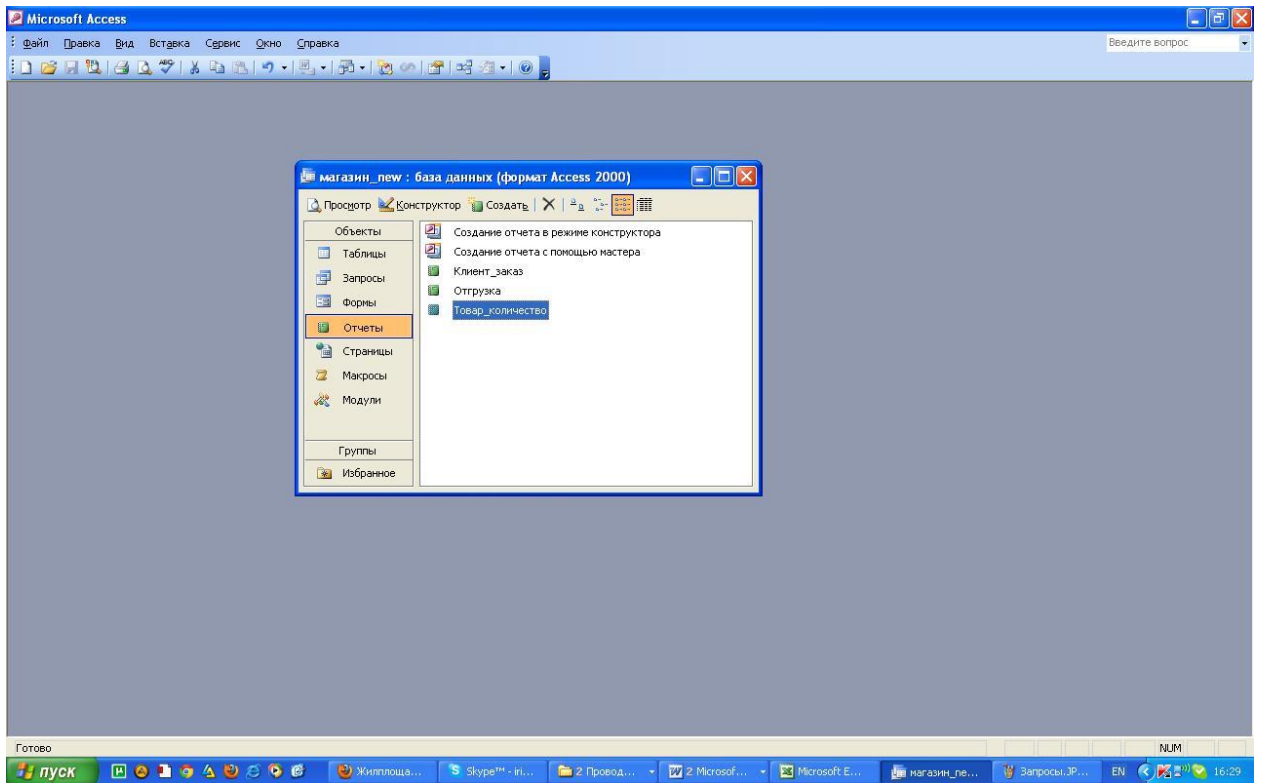 Microsoft Access
Файл Правка Вид Вставка Сервис Окно Справка Введите вопрос
магазин_new : база данных (формат Access 2000)
Просмотр Конструктор Создать
Объекты
Таблицы
Запросы
Формы
Отчеты
Страницы
Макросы
Модули
Группы
Избранное
Создание отчета в режиме конструктора
Создание отчета с помощью мастера
Клиент_заказ
Отгрузка
Товар_количество
Готово NUM
пуск Жилплоща... Skype™ - iri... 2 Провод... 2 Microsof... Microsoft E... магазин_ne... Запросы.JP... EN 16:29